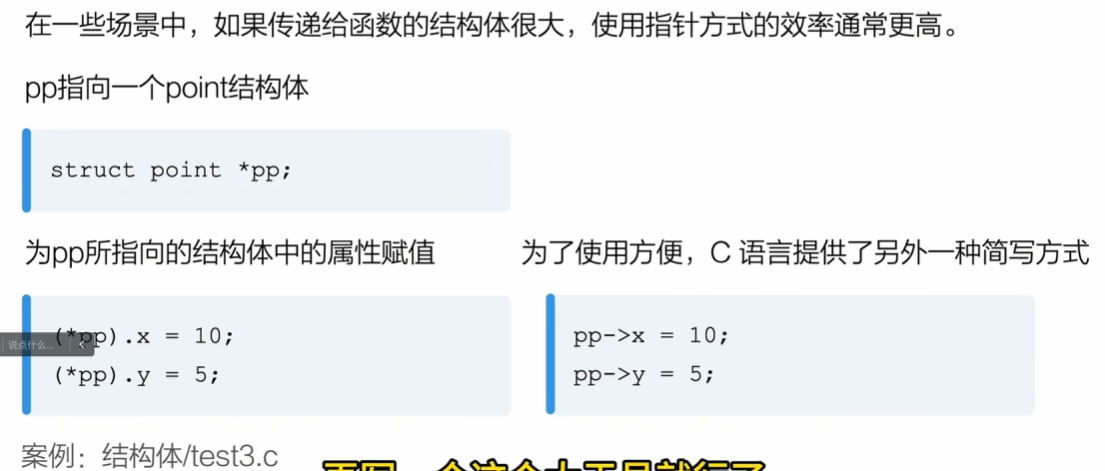 在一些场景中，如果传递给函数的结构体很大，使用指针方式的效率通常更高。
pp指向一个point结构体
struct point *pp;
为pp所指向的结构体中的属性赋值
(*pp).x = 10;
(*pp).y = 5;
为了使用方便，C 语言提供了另外一种简写方式
pp->x = 10;
pp->y = 5;
说点什么...
案例：结构体/test3.c